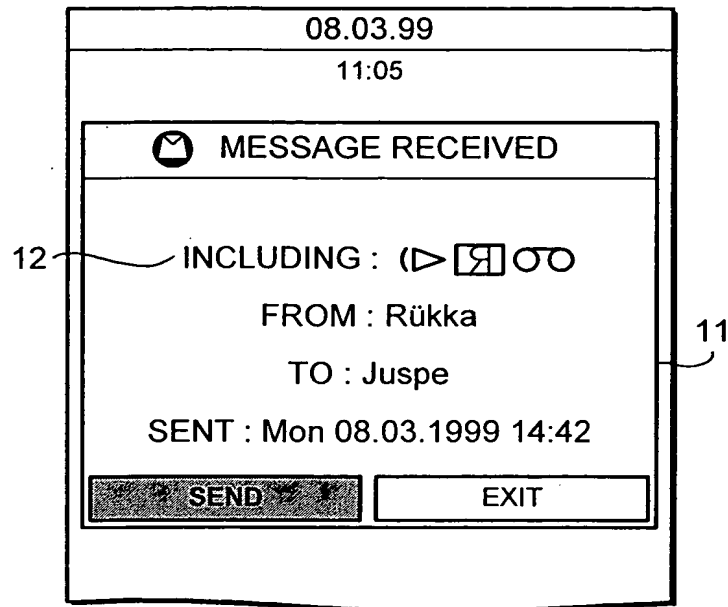 08.03.99
11:05
MESSAGE RECEIVED
12
INCLUDING :
FROM : Rükka
11
TO : Juspe
SENT : Mon 08.03.1999 14:42
SEND EXIT